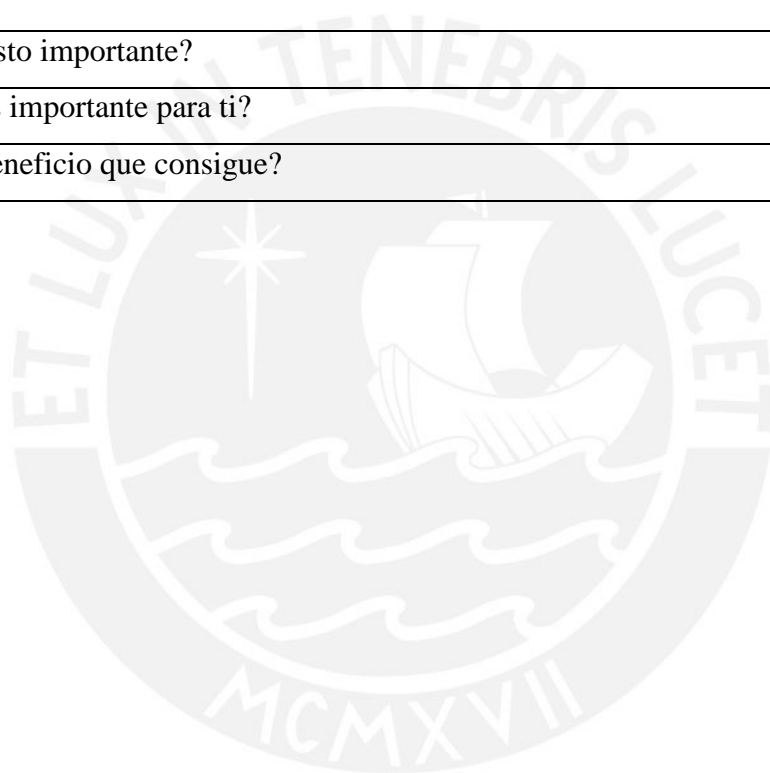 sto importante?
importante para ti?
eneficio que consigue?
ET LUX IN TENEBRIS LUCET
MCMXVII